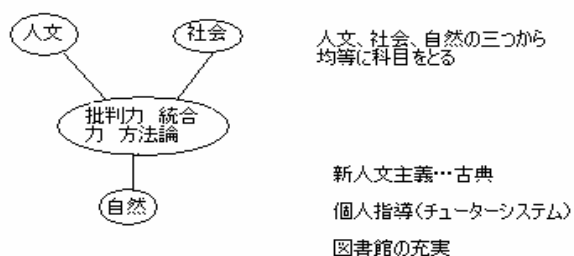 人文
社会
人文、社会、自然の三つから
均等に科目をとる
批判力 統合
力 方法論
自然
新人文主義…古典
個人指導(チューターシステム)
図書館の充実